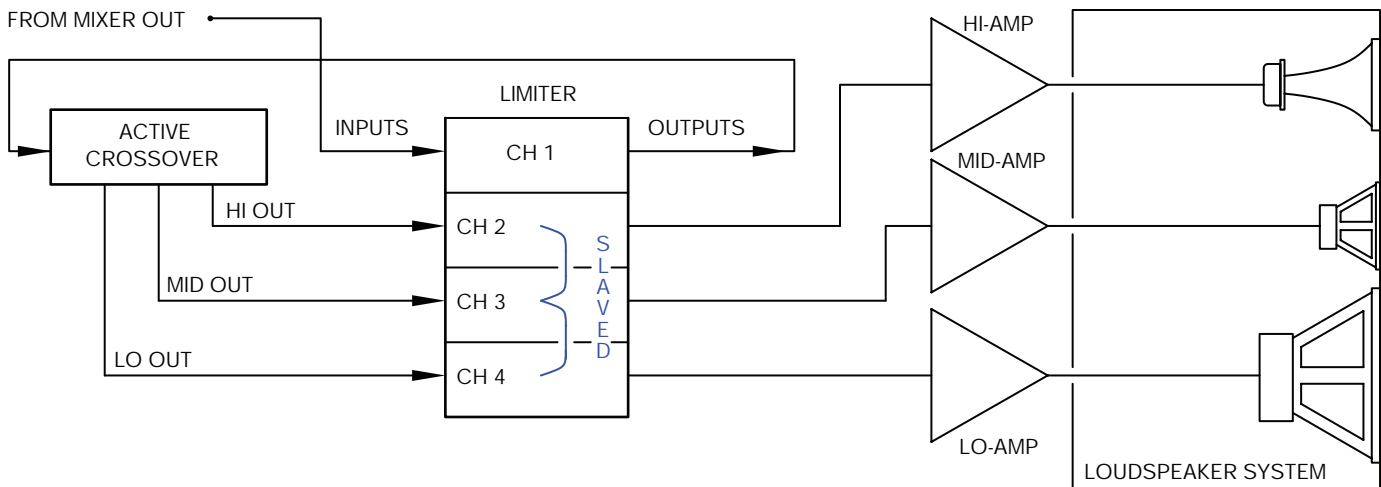 FROM MIXER OUT
HI-AMP
LIMITER
ACTIVE
CROSSOVER
INPUTS
CH 1
OUTPUTS
MID-AMP
HI OUT
CH 2
MID OUT
CH 3
LO OUT
CH 4
SLAVED
LO-AMP
LOUDSPEAKER SYSTEM